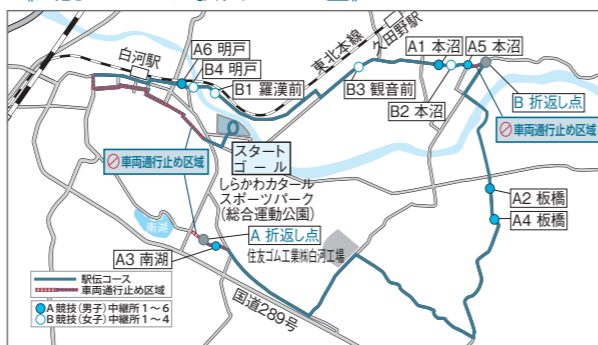 白河駅
A6 明戸
B4 明戸
B1 羅漢前
東北本線
久田野駅
A1 本沼
A5 本沼
B3 観音前
B2 本沼
B 折返し点
車両通行止め区域
スタート
ゴール
車両通行止め区域
しらかわカタール
スポーツパーク
(総合運動公園)
A2 板橋
A4 板橋
南湖
A 折返し点
A3 南湖
住友ゴム工業㈱白河工場
国道289号
駅伝コース
車両通行止め区域
A競技(男子)中継所1~6
B競技(女子)中継所1~4